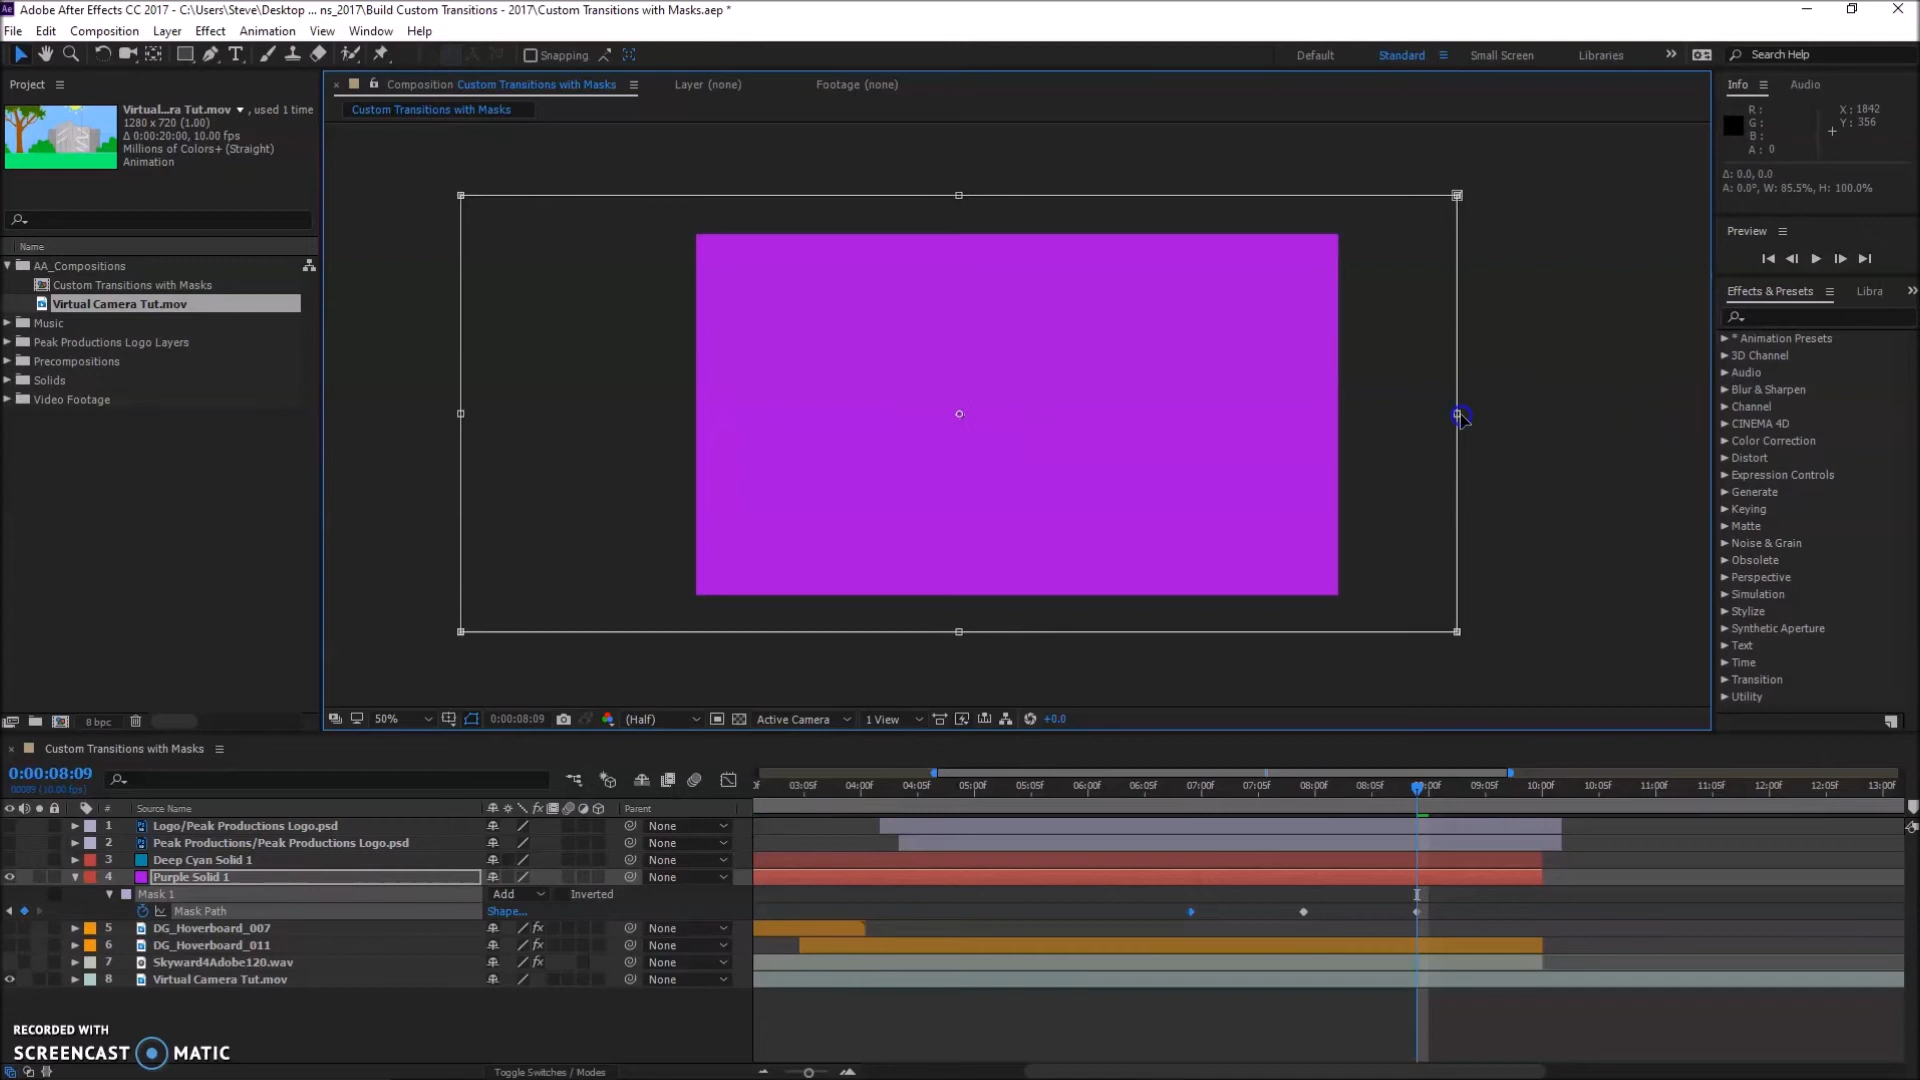 Adobe After Effects CC 2017 - C:\Users\Steve\Desktop ... ns_2017\Build Custom Transitions - 2017\Custom Transitions with Masks.aep *
File Edit Composition Layer Effect Animation View Window Help
Snapping Default Standard Small Screen Libraries Search Help
Project
Virtual...ra Tut.mov , used 1 time
1280 x 720 (1.00)
Δ 0:00:20:00, 10.00 fps
Millions of Colors+ (Straight)
Animation
Name
AA_Compositions
Custom Transitions with Masks
Virtual Camera Tut.mov
Music
Peak Productions Logo Layers
Precompositions
Solids
Video Footage
8 bpc
Composition Custom Transitions with Masks Layer (none) Footage (none)
Custom Transitions with Masks
50% 0:00:08:09 (Half) Active Camera 1 View +0.0
Info Audio
R :
G :
B :
A : 0
X : 1842
Y : 356
Δ: 0.0, 0.0
A: 0.0°, W: 85.5%, H: 100.0%
Preview
Effects & Presets Libra
* Animation Presets
3D Channel
Audio
Blur & Sharpen
Channel
CINEMA 4D
Color Correction
Distort
Expression Controls
Generate
Keying
Matte
Noise & Grain
Obsolete
Perspective
Simulation
Stylize
Synthetic Aperture
Text
Time
Transition
Utility
Custom Transitions with Masks
0:00:08:09
00089 (10.00 fps)
03:05f 04:00f 04:05f 05:00f 05:05f 06:00f 06:05f 07:00f 07:05f 08:00f 08:05f 09:00f 09:05f 10:00f 10:05f 11:00f 11:05f 12:00f 12:05f 13:00f
# Source Name Parent
1 Logo/Peak Productions Logo.psd None
2 Peak Productions/Peak Productions Logo.psd None
3 Deep Cyan Solid 1 None
4 Purple Solid 1 None
Mask 1 Add Inverted
Mask Path Shape...
5 DG_Hoverboard_007 fx None
6 DG_Hoverboard_011 fx None
7 Skyward4Adobe120.wav fx None
8 Virtual Camera Tut.mov None
RECORDED WITH
SCREENCAST MATIC
Toggle Switches / Modes